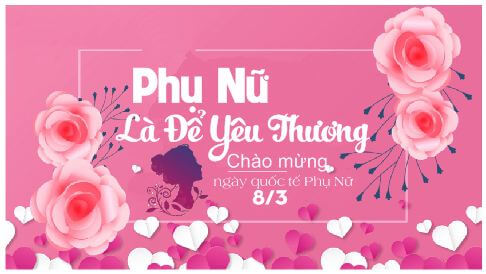 Phụ Nữ
Là Để Yêu Thương
Chào mừng
ngày quốc tế Phụ Nữ
8/3